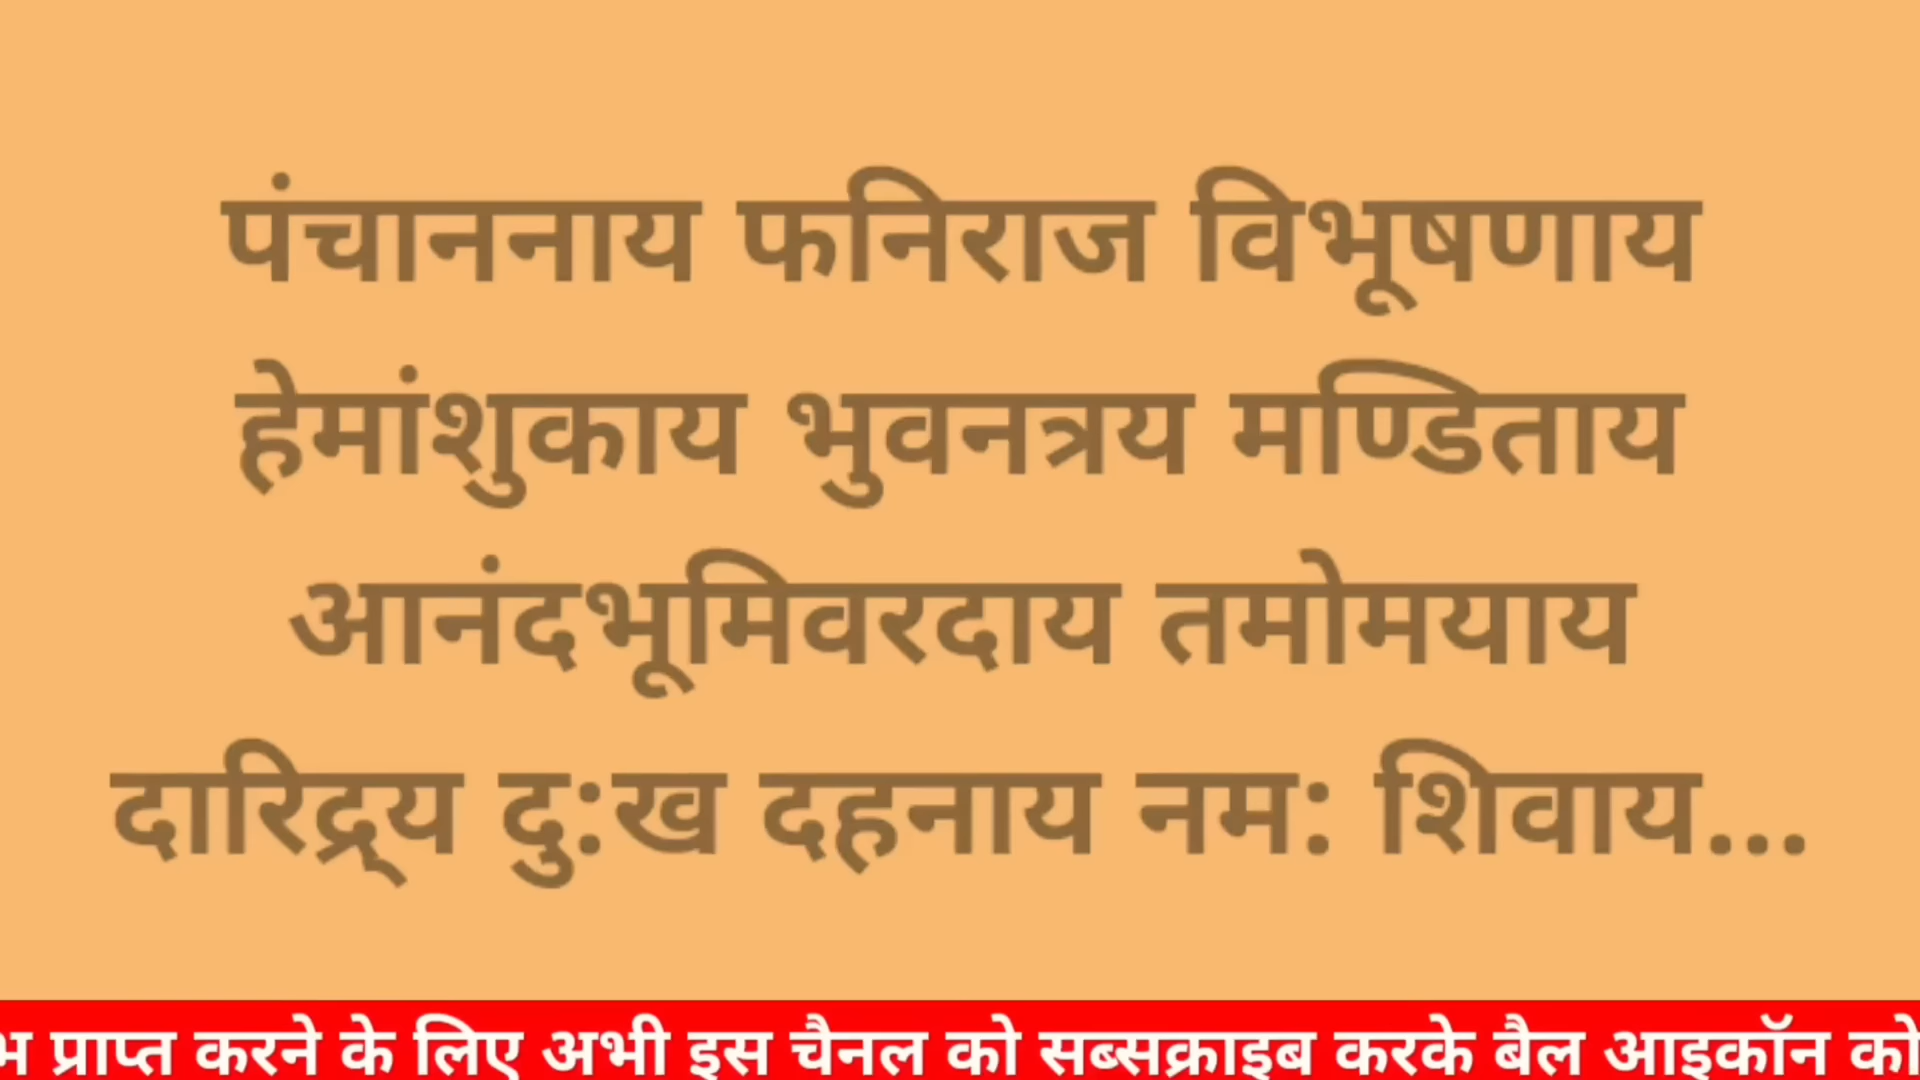 पंचाननाय फनिराज विभूषणाय
हेमांशुकाय भुवनत्रय मण्डिताय
आनंदभूमिवरदाय तमोमयाय
दारिद्र्य दु:ख दहनाय नम: शिवाय...
प्राप्त करने के लिए अभी इस चैनल को सब्सक्राइब करके बैल आइकॉन को